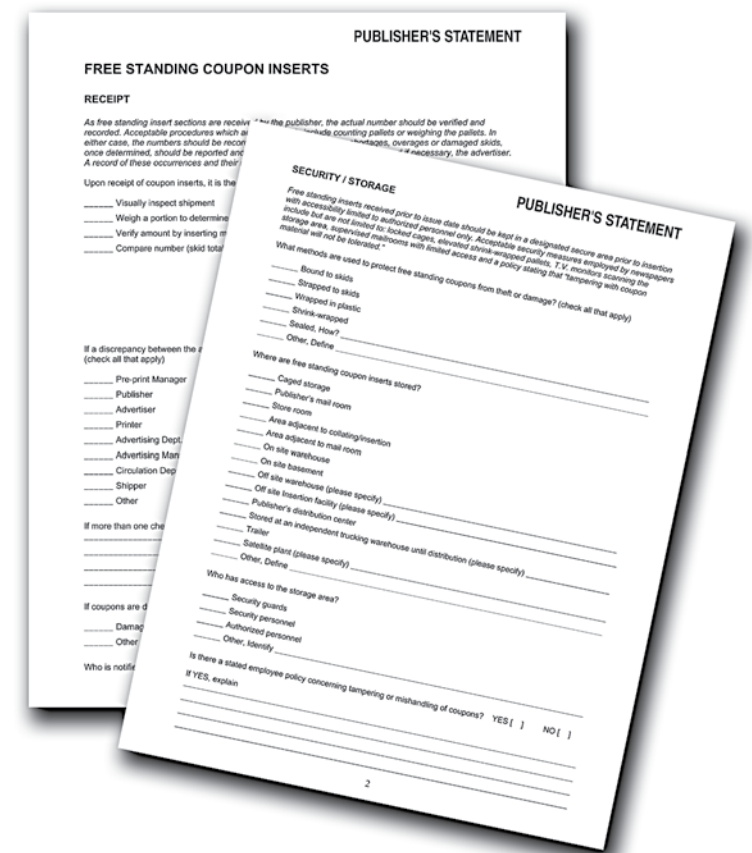 PUBLISHER'S STATEMENT
FREE STANDING COUPON INSERTS
RECEIPT
As free standing insert sections are received by the publisher, the actual number should be verified and
recorded. Acceptable procedures which include counting pallets or weighing the pallets. In
either case, the numbers should be shortages, overages or damaged skids,
once determined, should be reported and if necessary, the advertiser.
A record of these occurrences and their
Upon receipt of coupon inserts, it is the
______ Visually inspect shipment
______ Weigh a portion to determine
______ Verify amount by inserting
______ Compare number (skid
If a discrepancy between the
(check all that apply)
______ Pre-print Manager
______ Publisher
______ Advertiser
______ Printer
______ Advertising Dept.
______ Advertising
______ Circulation
______ Shipper
______ Other
If more than one
If coupons are
______
______ Other
Who is
PUBLISHER'S STATEMENT
SECURITY / STORAGE
Free standing inserts received prior to issue date should be kept in a designated secure area prior to insertion
with accessibility limited to authorized personnel only. Acceptable security measures employed by newspapers
include but are not limited to: locked cages, elevated shrink-wrapped pallets, T.V. monitors scanning the
storage area, supervised mailrooms with limited access and a policy stating that "tampering with coupon
material will not be tolerated."
What methods are used to protect free standing coupons from theft or damage? (check all that apply)
______ Bound to skids
______ Strapped to skids
______ Wrapped in plastic
______ Shrink-wrapped
______ Sealed, How?
______ Other, Define
Where are free standing coupon inserts stored?
______ Caged storage
______ Publisher's mail room
______ Store room
______ Area adjacent to collating/insertion
______ Area adjacent to mail room
______ On site warehouse
______ On site basement
______ Off site warehouse (please specify)
______ Off site Insertion facility (please specify)
______ Publisher's distribution center
______ Stored at an independent trucking warehouse until distribution (please specify)
______ Trailer
______ Satellite plant (please specify)
______ Other, Define
Who has access to the storage area?
______ Security guards
______ Security personnel
______ Authorized personnel
______ Other, Identify
Is there a stated employee policy concerning tampering or mishandling of coupons? YES [ ] NO [ ]
If YES, explain
2